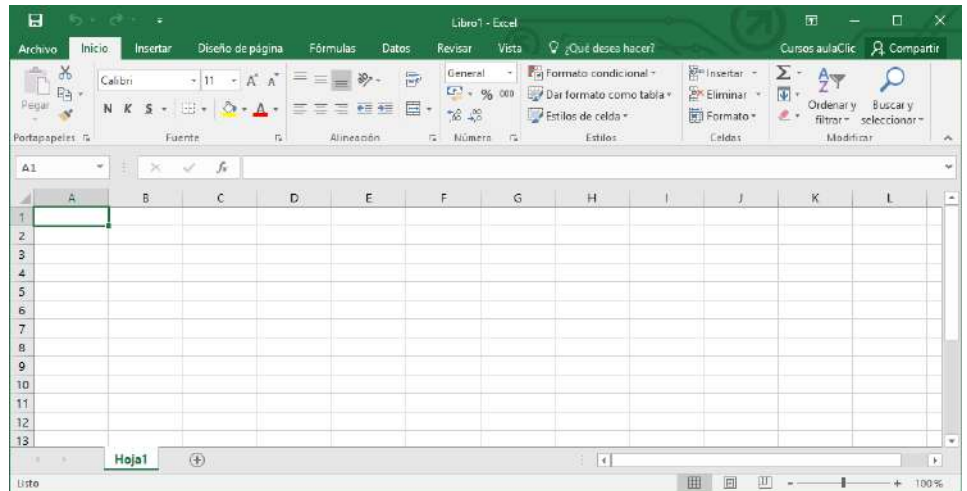 Libro1 - Excel
Archivo Inicio Insertar Diseño de página Fórmulas Datos Revisar Vista ¿Qué desea hacer? Cursos aulaClic Compartir
Pegar
Calibri 11 A A
N K S A
General
% 000
Formato condicional
Dar formato como tabla
Estilos de celda
Insertar
Eliminar
Formato
Σ
Ordenar y filtrar
Buscar y seleccionar
Portapapeles Fuente Alineación Número Estilos Celdas Modificar
A1 fx
A B C D E F G H I J K L
1
2
3
4
5
6
7
8
9
10
11
12
13
Hoja1
Listo 100%